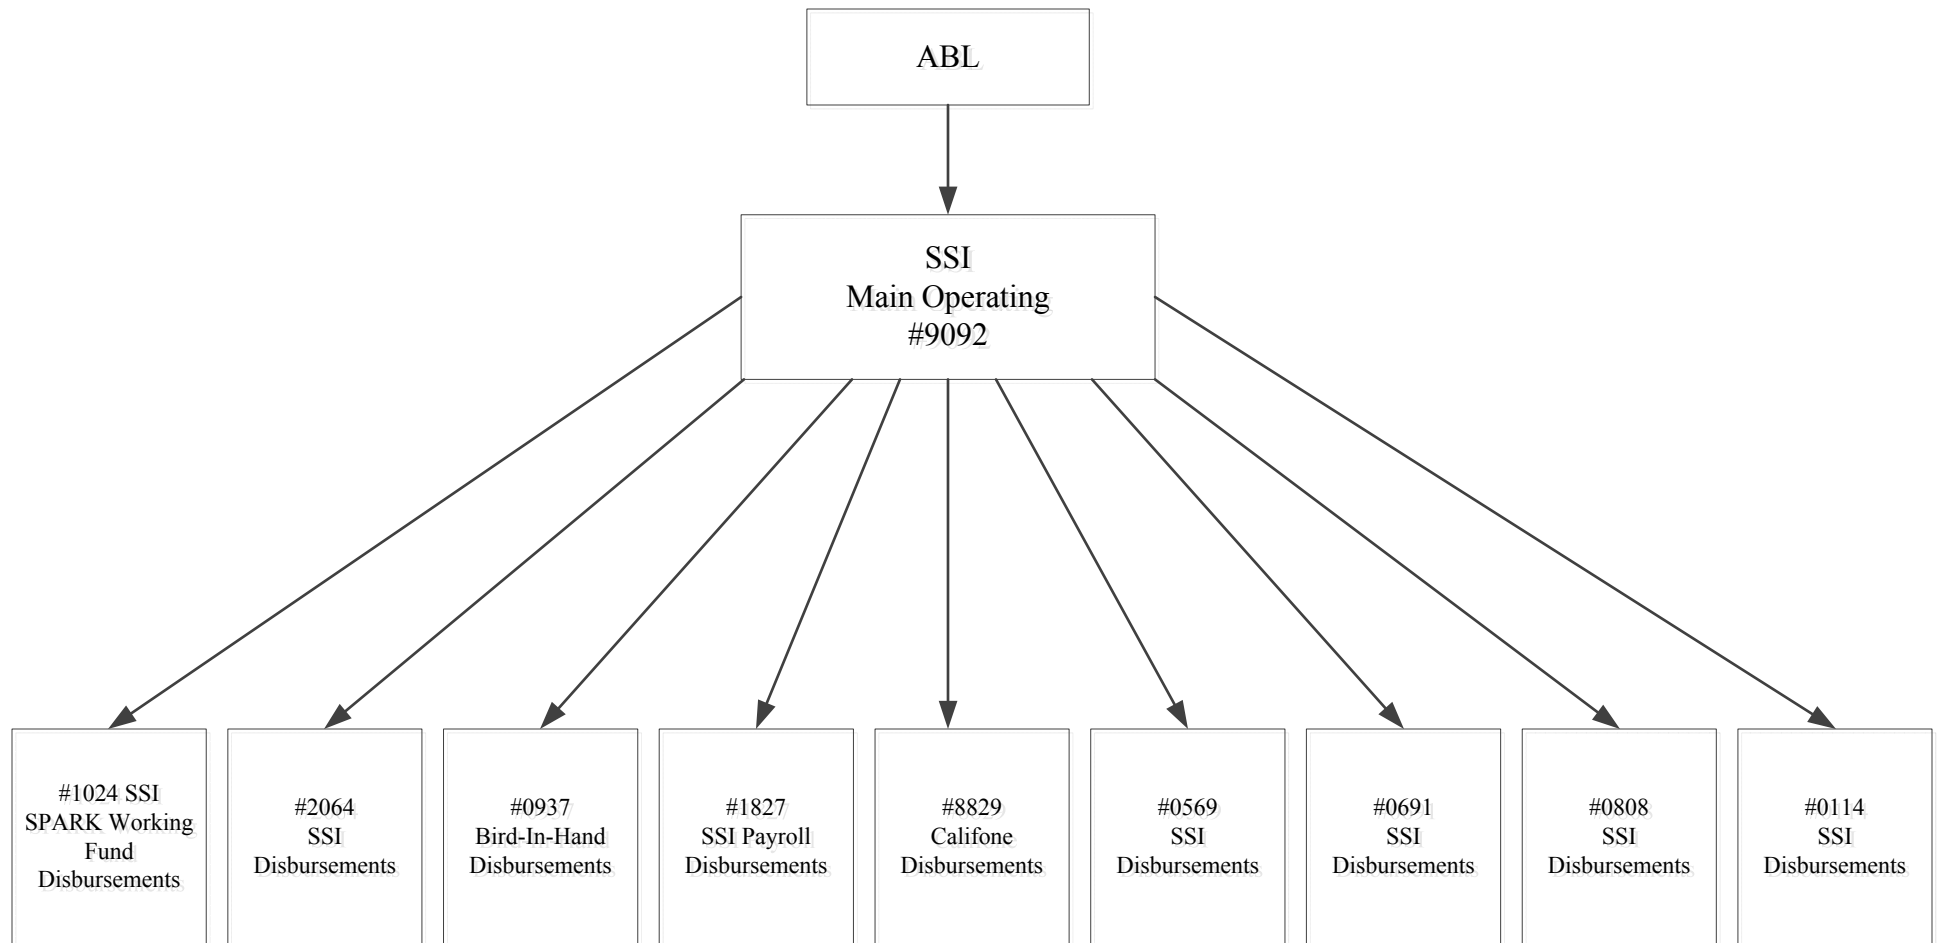 ABL
SSI
Main Operating
#9092
#1024 SSI
SPARK Working
Fund
Disbursements
#2064
SSI
Disbursements
#0937
Bird-In-Hand
Disbursements
#1827
SSI Payroll
Disbursements
#8829
Califone
Disbursements
#0569
SSI
Disbursements
#0691
SSI
Disbursements
#0808
SSI
Disbursements
#0114
SSI
Disbursements